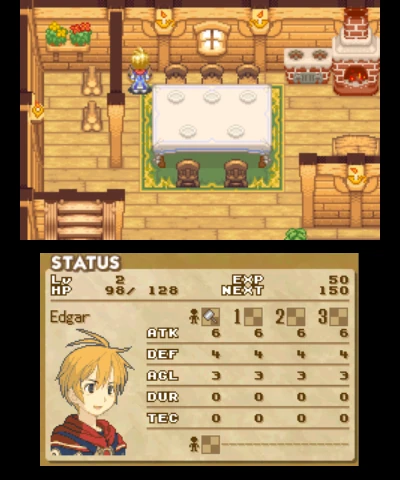 STATUS
Lv 2 EXP 50
HP 98/ 128 NEXT 150
Edgar 1 2 3
ATK 6 6 6 6
DEF 4 4 4 4
AGL 3 3 3 3
DUR 0 0 0 0
TEC 0 0 0 0